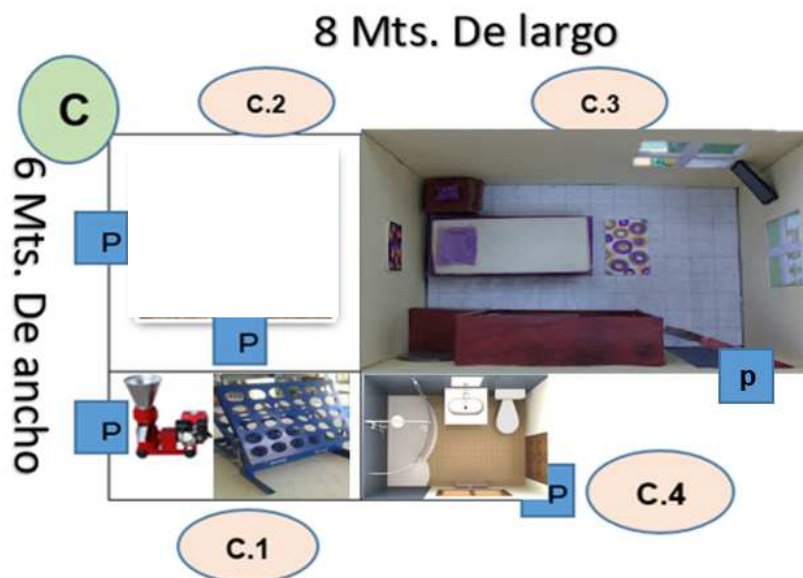 8 Mts. De largo
C
C.2
C.3
6 Mts. De ancho
P
P
p
P
P
C.4
C.1